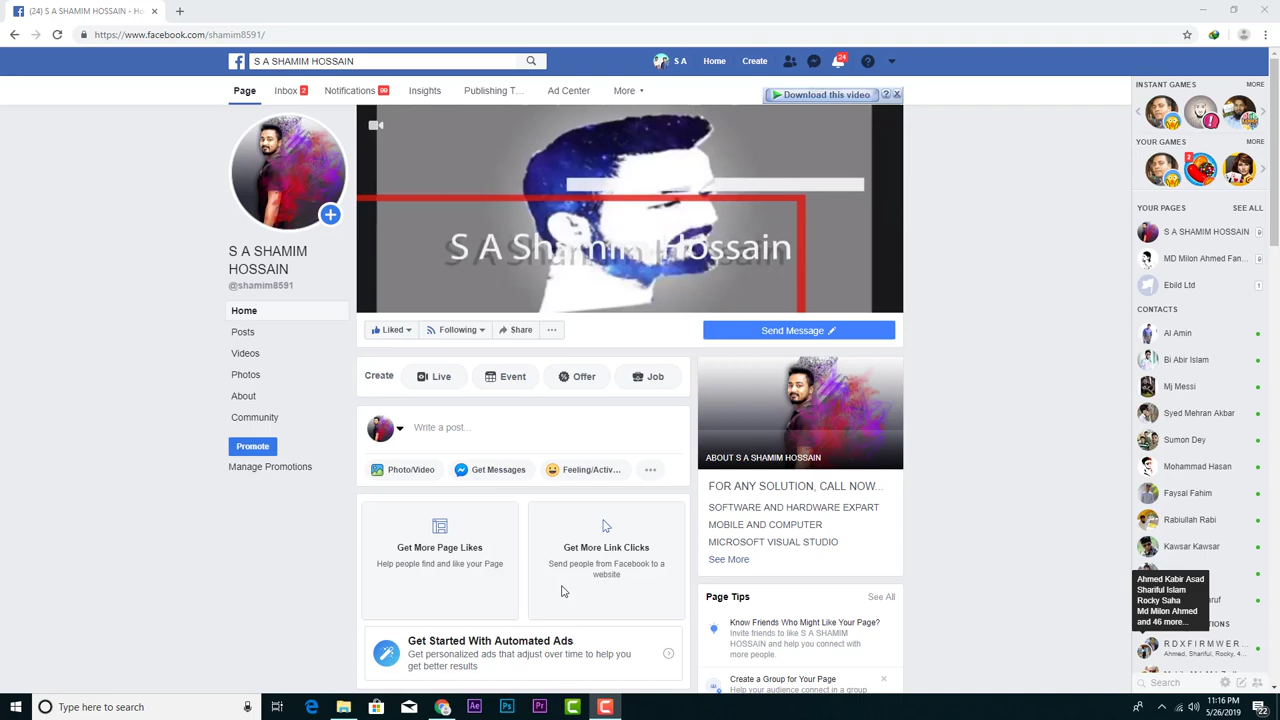 (24) S A SHAMIM HOSSAIN - Ho
https://www.facebook.com/shamim8591/
S A SHAMIM HOSSAIN
S A
Home
Create
24
Page
Inbox 2
Notifications 99
Insights
Publishing T...
Ad Center
More
Download this video
S A Shamim Hossain
S A SHAMIM
HOSSAIN
@shamim8591
Home
Posts
Videos
Photos
About
Community
Promote
Manage Promotions
Liked
Following
Share
Send Message
Create
Live
Event
Offer
Job
Write a post...
Photo/Video
Get Messages
Feeling/Activ...
Get More Page Likes
Help people find and like your Page
Get More Link Clicks
Send people from Facebook to a
website
Get Started With Automated Ads
Get personalized ads that adjust over time to help you
get better results
ABOUT S A SHAMIM HOSSAIN
FOR ANY SOLUTION, CALL NOW...
SOFTWARE AND HARDWARE EXPART
MOBILE AND COMPUTER
MICROSOFT VISUAL STUDIO
See More
Page Tips
See All
Know Friends Who Might Like Your Page?
Invite friends to like S A SHAMIM
HOSSAIN and help you connect with
more people.
Create a Group for Your Page
Help your audience connect in a group
INSTANT GAMES
MORE
YOUR GAMES
MORE
2
YOUR PAGES
SEE ALL
S A SHAMIM HOSSAIN 9
MD Milon Ahmed Fan... 9
Ebild Ltd 1
CONTACTS
Al Amin
Bi Abir Islam
Mj Messi
Syed Mehran Akbar
Sumon Dey
Mohammad Hasan
Faysal Fahim
Rabiullah Rabi
Kawsar Kawsar
Ahmed Kabir Asad
Shariful Islam
Rocky Saha
Md Milon Ahmed
and 46 more...
R D X F I R M W E R ...
Ahmed, Shariful, Rocky, 4...
Search
Type here to search
Ae
Ps
Pr
11:16 PM
5/26/2019
22